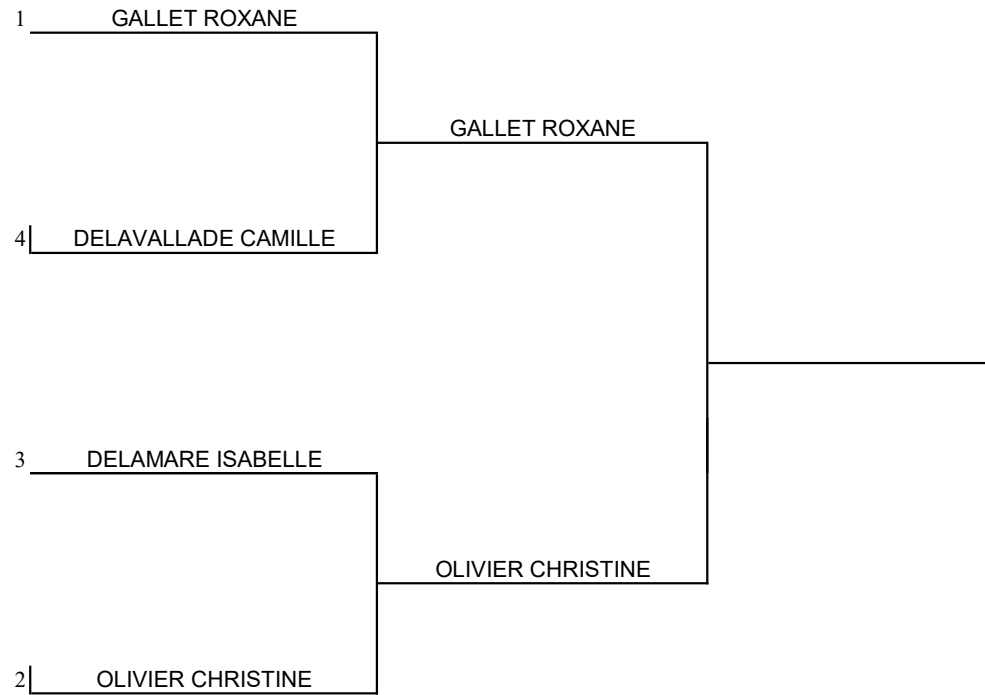 1 GALLET ROXANE
GALLET ROXANE
4 DELAVALLADE CAMILLE
3 DELAMARE ISABELLE
OLIVIER CHRISTINE
2 OLIVIER CHRISTINE